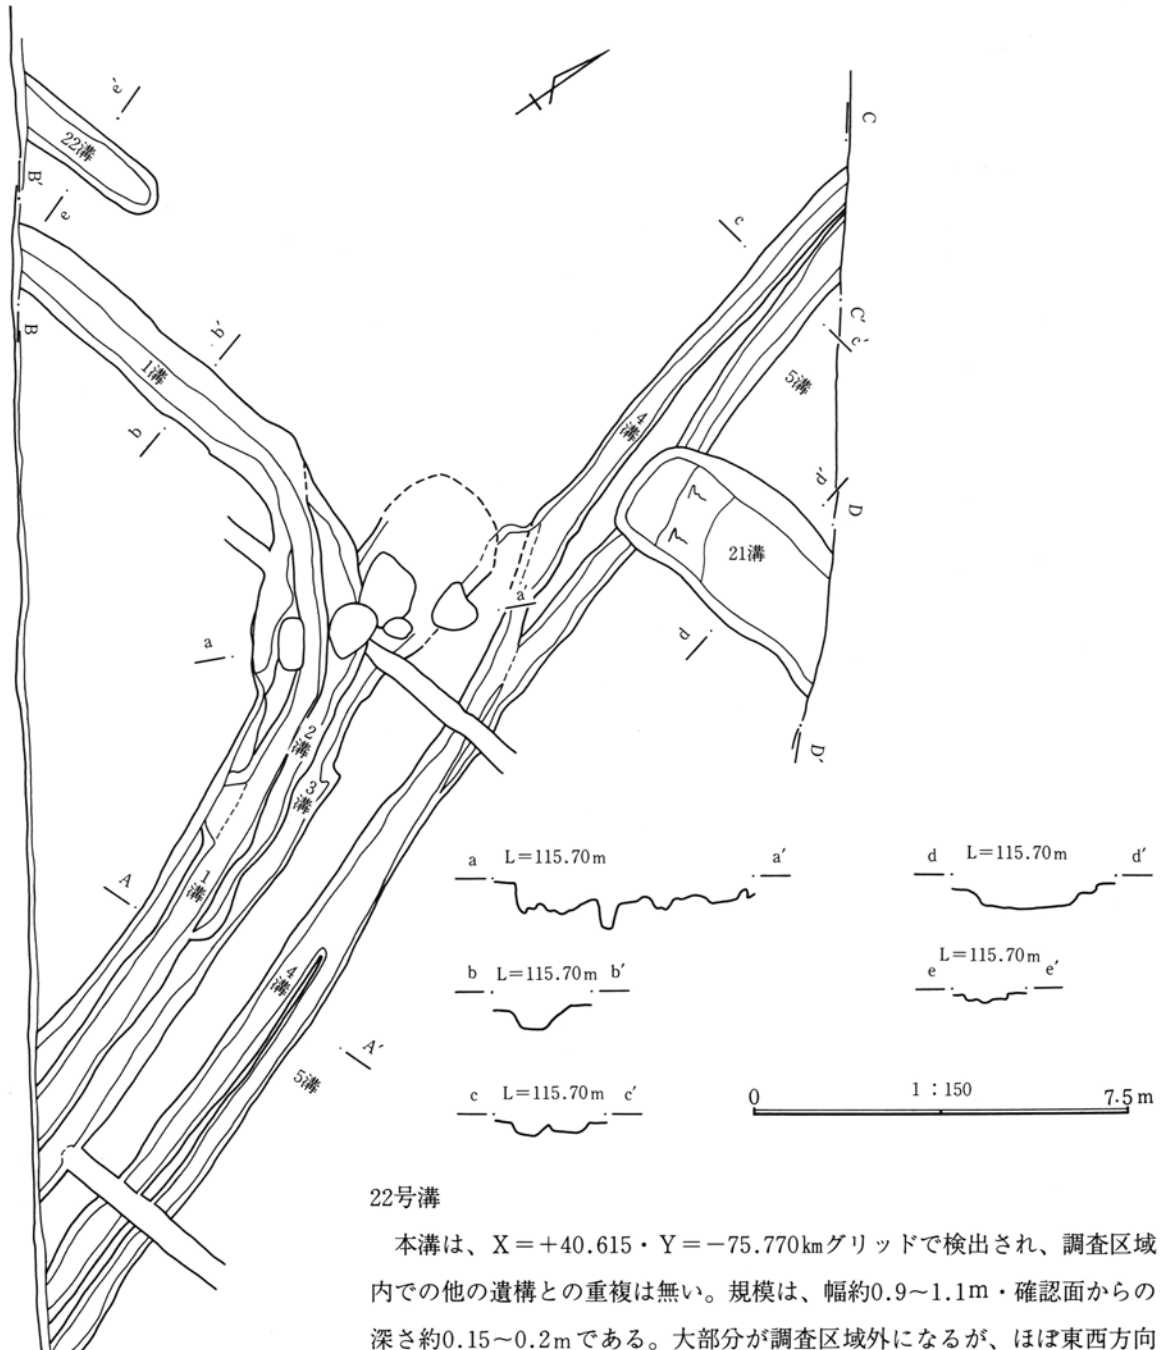 e′
22溝
B′
e
B
1溝
b′
b
C
c
C′
c′
5溝
4溝
d′
D
21溝
a′
d
a
D′
2溝
3溝
1溝
A
4溝
A′
5溝
a L=115.70m a′
d L=115.70m d′
b L=115.70m b′
e L=115.70m e′
c L=115.70m c′
0 1:150 7.5m
22号溝
本溝は、X=+40.615・Y=-75.770㎞グリッドで検出され、調査区域
内での他の遺構との重複は無い。規模は、幅約0.9~1.1m・確認面からの
深さ約0.15~0.2mである。大部分が調査区域外になるが、ほぼ東西方向